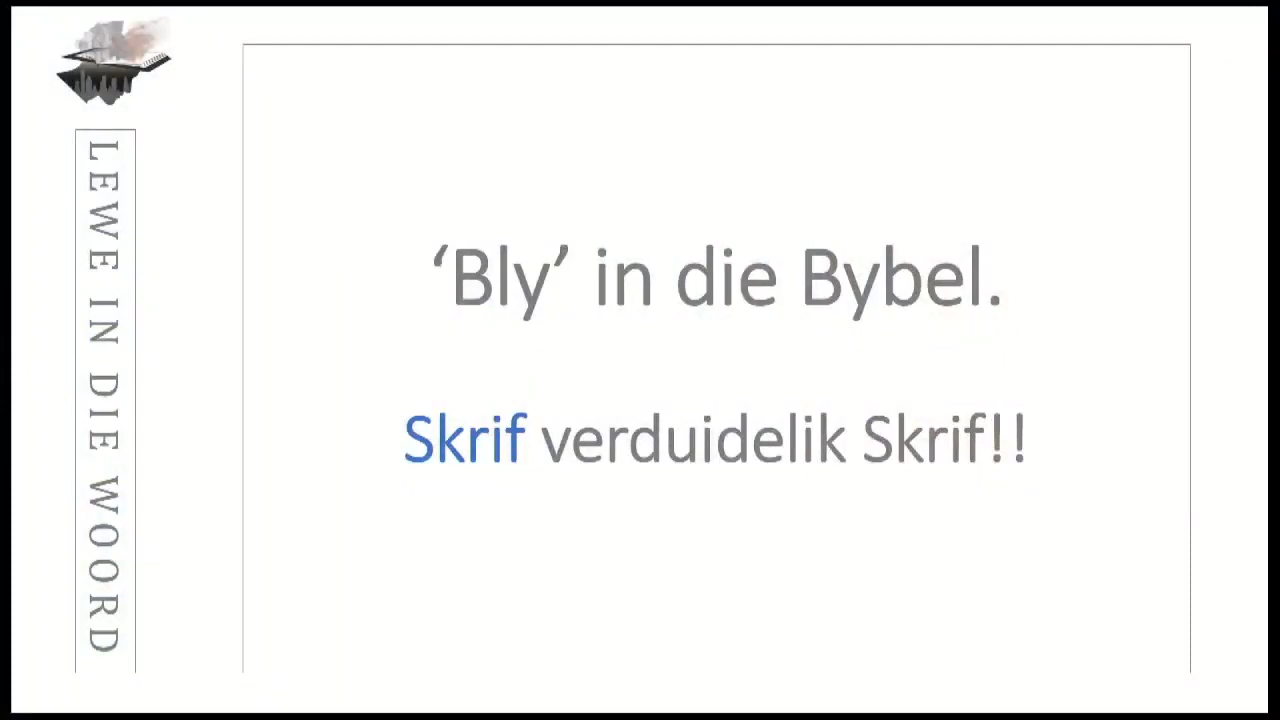 LEWE IN DIE WOORD
‘Bly’ in die Bybel.
Skrif verduidelik Skrif!!